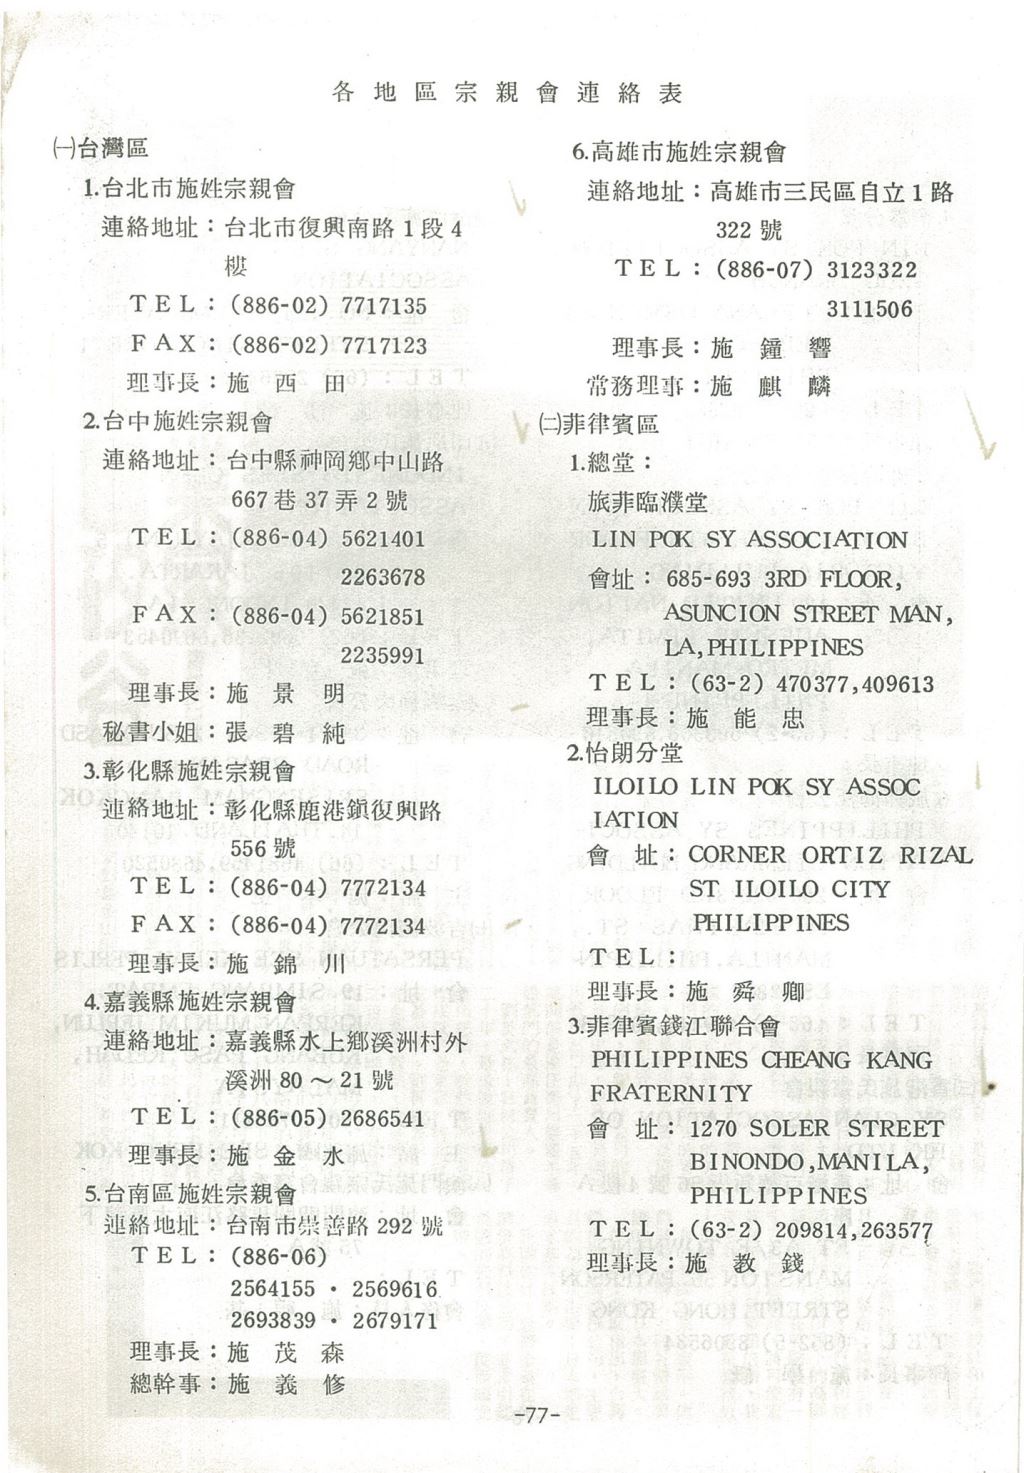 各地區宗親會連絡表
㈠台灣區
1.台北市施姓宗親會
連絡地址：台北市復興南路1段4
樓
TEL：(886-02) 7717135
FAX：(886-02) 7717123
理事長：施 西 田
2.台中施姓宗親會
連絡地址：台中縣神岡鄉中山路
667巷37弄2號
TEL：(886-04) 5621401
2263678
FAX：(886-04) 5621851
2235991
理事長：施 景 明
秘書小姐：張 碧 純
3.彰化縣施姓宗親會
連絡地址：彰化縣鹿港鎮復興路
556號
TEL：(886-04) 7772134
FAX：(886-04) 7772134
理事長：施 錦 川
4.嘉義縣施姓宗親會
連絡地址：嘉義縣水上鄉溪洲村外
溪洲80～21號
TEL：(886-05) 2686541
理事長：施 金 水
5.台南區施姓宗親會
連絡地址：台南市崇善路292號
TEL：(886-06)
2564155・2569616
2693839・2679171
理事長：施 茂 森
總幹事：施 義 修
6.高雄市施姓宗親會
連絡地址：高雄市三民區自立1路
322號
TEL：(886-07) 3123322
3111506
理事長：施 鐘 響
常務理事：施 麒 麟
㈡菲律賓區
1.總堂：
旅菲臨濮堂
LIN POK SY ASSOCIATION
會址：685-693 3RD FLOOR,
ASUNCION STREET MAN,
LA,PHILIPPINES
TEL：(63-2) 470377,409613
理事長：施 能 忠
2.怡朗分堂
ILOILO LIN POK SY ASSOC
IATION
會 址：CORNER ORTIZ RIZAL
ST ILOILO CITY
PHILIPPINES
TEL：
理事長：施 舜 卿
3.菲律賓錢江聯合會
PHILIPPINES CHEANG KANG
FRATERNITY
會 址：1270 SOLER STREET
BINONDO,MANILA,
PHILIPPINES
TEL：(63-2) 209814,263577
理事長：施 教 錢
-77-